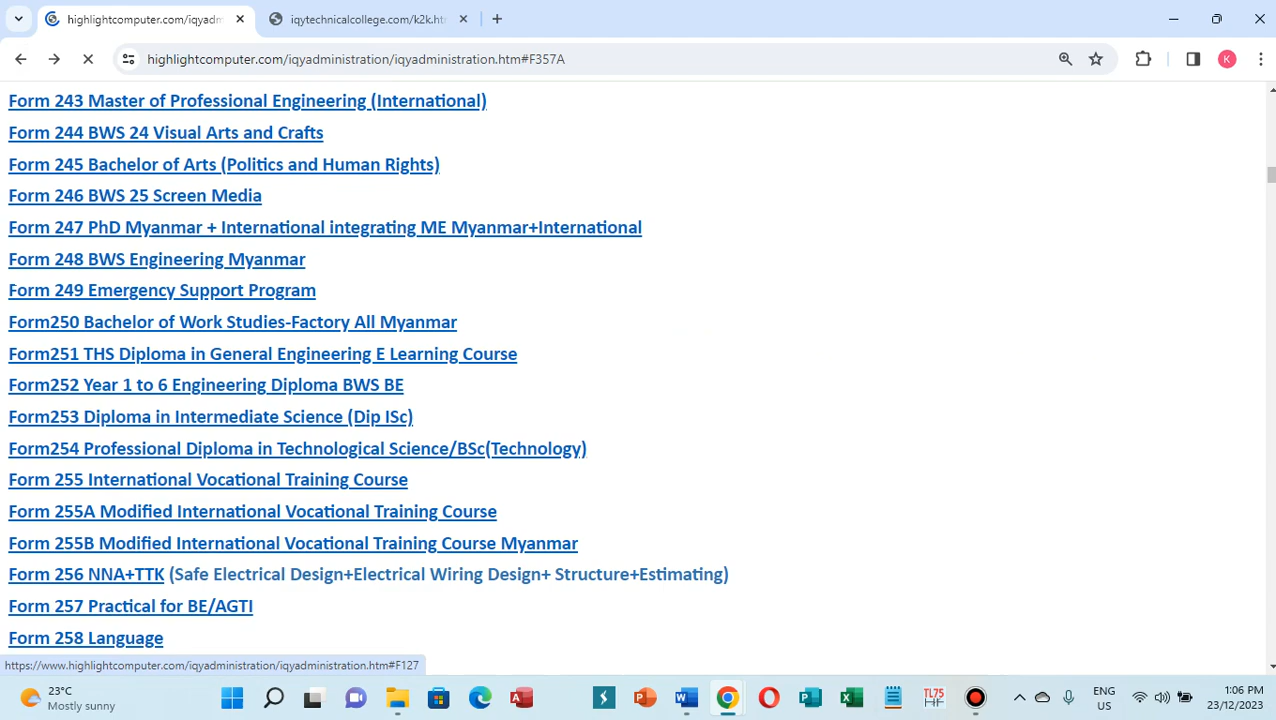 highlightcomputer.com/iqyadm
iqytechnicalcollege.com/k2k.ht
highlightcomputer.com/iqyadministration/iqyadministration.htm#F357A
K
Form 243 Master of Professional Engineering (International)
Form 244 BWS 24 Visual Arts and Crafts
Form 245 Bachelor of Arts (Politics and Human Rights)
Form 246 BWS 25 Screen Media
Form 247 PhD Myanmar + International integrating ME Myanmar+International
Form 248 BWS Engineering Myanmar
Form 249 Emergency Support Program
Form250 Bachelor of Work Studies-Factory All Myanmar
Form251 THS Diploma in General Engineering E Learning Course
Form252 Year 1 to 6 Engineering Diploma BWS BE
Form253 Diploma in Intermediate Science (Dip ISc)
Form254 Professional Diploma in Technological Science/BSc(Technology)
Form 255 International Vocational Training Course
Form 255A Modified International Vocational Training Course
Form 255B Modified International Vocational Training Course Myanmar
Form 256 NNA+TTK (Safe Electrical Design+Electrical Wiring Design+ Structure+Estimating)
Form 257 Practical for BE/AGTI
Form 258 Language
https://www.highlightcomputer.com/iqyadministration/iqyadministration.htm#F127
23°C
Mostly sunny
TL75
ENG
US
1:06 PM
23/12/2023